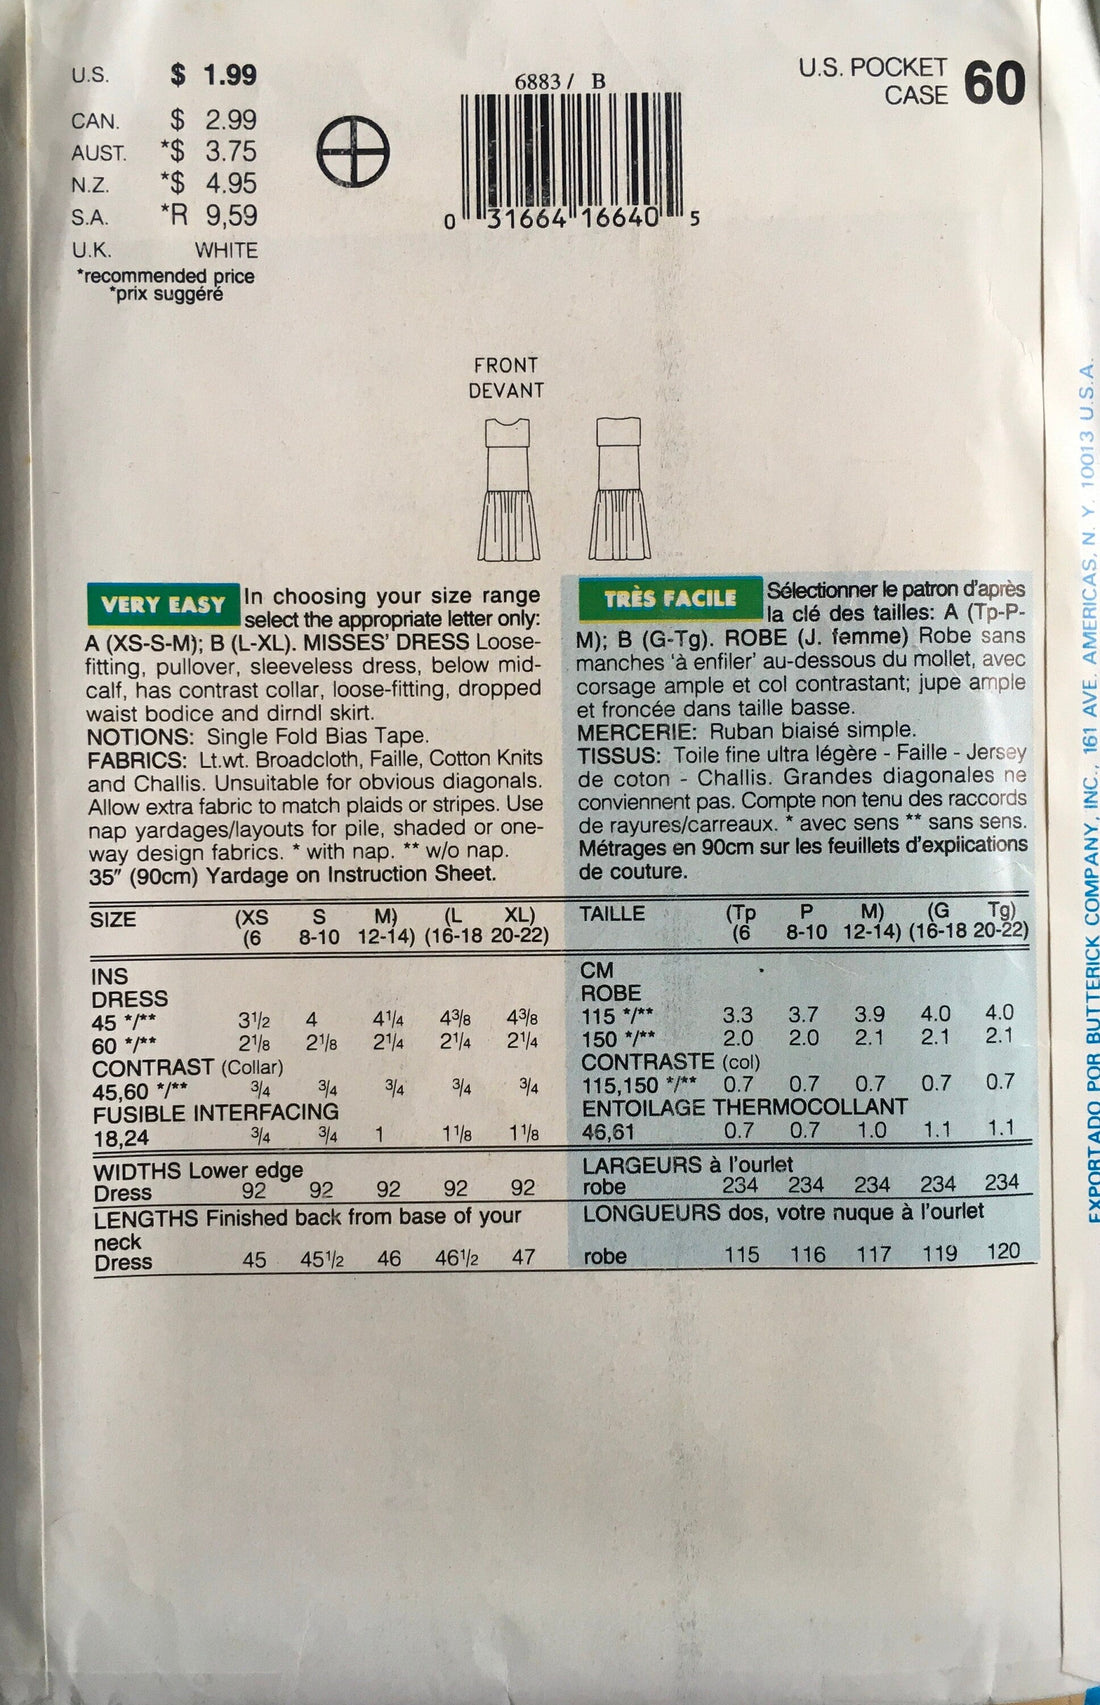 U.S. $ 1.99
CAN. $ 2.99
AUST. *$ 3.75
N.Z. *$ 4.95
S.A. *R 9,59
U.K. WHITE
*recommended price
*prix suggéré
6883 / B
0 31664 16640 5
U.S. POCKET
CASE 60
FRONT
DEVANT
VERY EASY In choosing your size range
select the appropriate letter only:
A (XS-S-M); B (L-XL). MISSES' DRESS Loose-
fitting, pullover, sleeveless dress, below mid-
calf, has contrast collar, loose-fitting, dropped
waist bodice and dirndl skirt.
NOTIONS: Single Fold Bias Tape.
FABRICS: Lt.wt. Broadcloth, Faille, Cotton Knits
and Challis. Unsuitable for obvious diagonals.
Allow extra fabric to match plaids or stripes. Use
nap yardages/layouts for pile, shaded or one-
way design fabrics. * with nap. ** w/o nap.
35" (90cm) Yardage on Instruction Sheet.
SIZE (XS S M) (L XL)
(6 8-10 12-14) (16-18 20-22)
INS
DRESS
45 */** 3½ 4 4¼ 4⅜ 4⅜
60 */** 2⅛ 2⅛ 2¼ 2¼ 2¼
CONTRAST (Collar)
45,60 */** ¾ ¾ ¾ ¾ ¾
FUSIBLE INTERFACING
18,24 ¾ ¾ 1 1⅛ 1⅛
WIDTHS Lower edge
Dress 92 92 92 92 92
LENGTHS Finished back from base of your
neck
Dress 45 45½ 46 46½ 47
TRÈS FACILE Sélectionner le patron d'après
la clé des tailles: A (Tp-P-
M); B (G-Tg). ROBE (J. femme) Robe sans
manches 'à enfiler' au-dessous du mollet, avec
corsage ample et col contrastant; jupe ample
et froncée dans taille basse.
MERCERIE: Ruban biaisé simple.
TISSUS: Toile fine ultra légère - Faille - Jersey
de coton - Challis. Grandes diagonales ne
conviennent pas. Compte non tenu des raccords
de rayures/carreaux. * avec sens ** sans sens.
Métrages en 90cm sur les feuillets d'explications
de couture.
TAILLE (Tp P M) (G Tg)
(6 8-10 12-14) (16-18 20-22)
CM
ROBE
115 */** 3.3 3.7 3.9 4.0 4.0
150 */** 2.0 2.0 2.1 2.1 2.1
CONTRASTE (col)
115,150 */** 0.7 0.7 0.7 0.7 0.7
ENTOILAGE THERMOCOLLANT
46,61 0.7 0.7 1.0 1.1 1.1
LARGEURS à l'ourlet
robe 234 234 234 234 234
LONGUEURS dos, votre nuque à l'ourlet
robe 115 116 117 119 120
EXPORTADO POR BUTTERICK COMPANY, INC., 161 AVE. AMERICAS, N. Y. 10013 U.S.A.